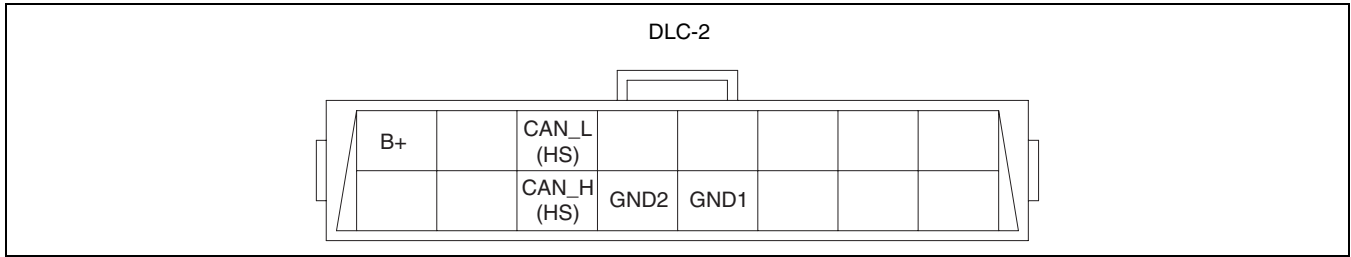 DLC-2
B+
CAN_L
(HS)
CAN_H
(HS)
GND2
GND1